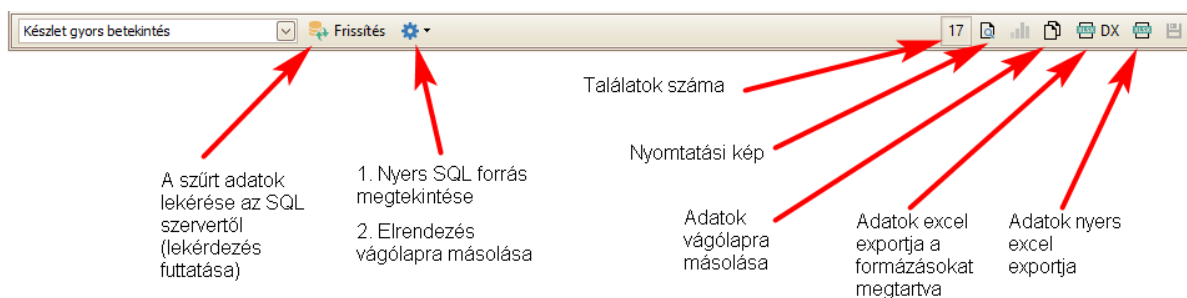 Készlet gyors betekintés
Frissítés
17
XLSX
DX
XLSX
Találatok száma
Nyomtatási kép
A szűrt adatok
lekérése az SQL
szervertől
(lekérdezés
futtatása)
1. Nyers SQL forrás
megtekintése
2. Elrendezés
vágólapra másolása
Adatok
vágólapra
másolása
Adatok excel
exportja a
formázásokat
megtartva
Adatok nyers
excel
exportja